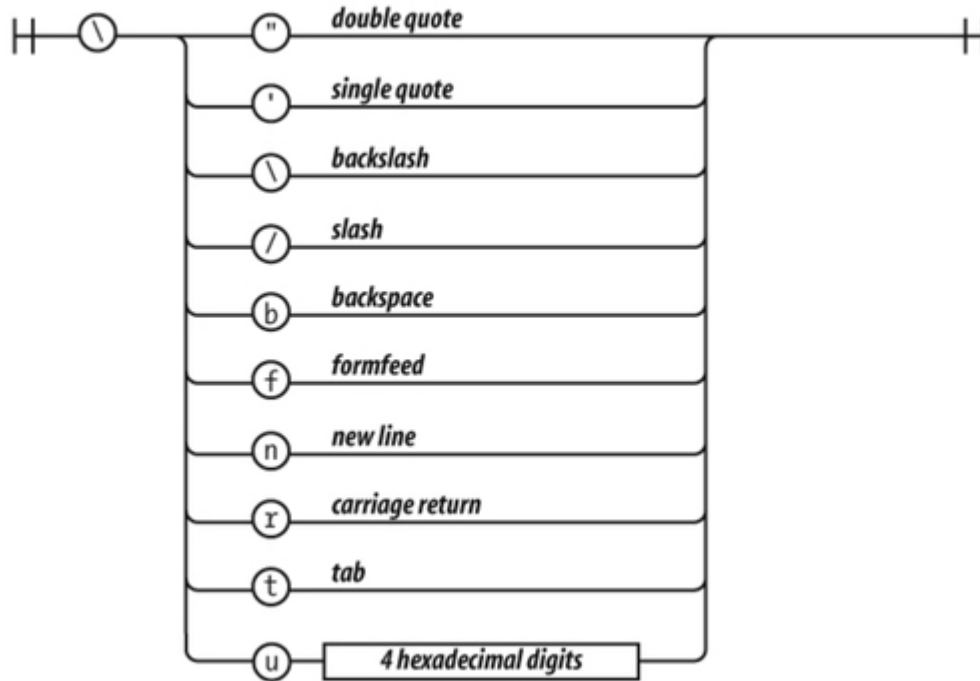 \ " double quote
' single quote
\ backslash
/ slash
b backspace
f formfeed
n new line
r carriage return
t tab
u 4 hexadecimal digits